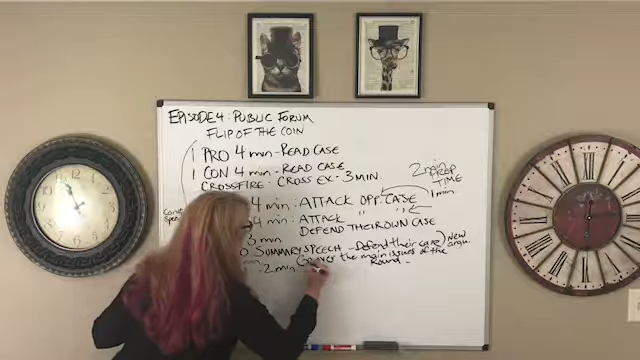 EPISODE 4: PUBLIC FORUM
FLIP OF THE COIN
1 PRO 4 min - READ CASE
1 CON 4 min - READ CASE
CROSSFIRE: CROSS EX - 3 MIN.
2 min PREP TIME
4 min: ATTACK OPP. CASE
1 min.
4 min: ATTACK " "
DEFEND THEIR OWN CASE
3 min
SUMMARY SPEECH - Defend their case) New argu.
Cover the main issues of the Round -
- 2 min